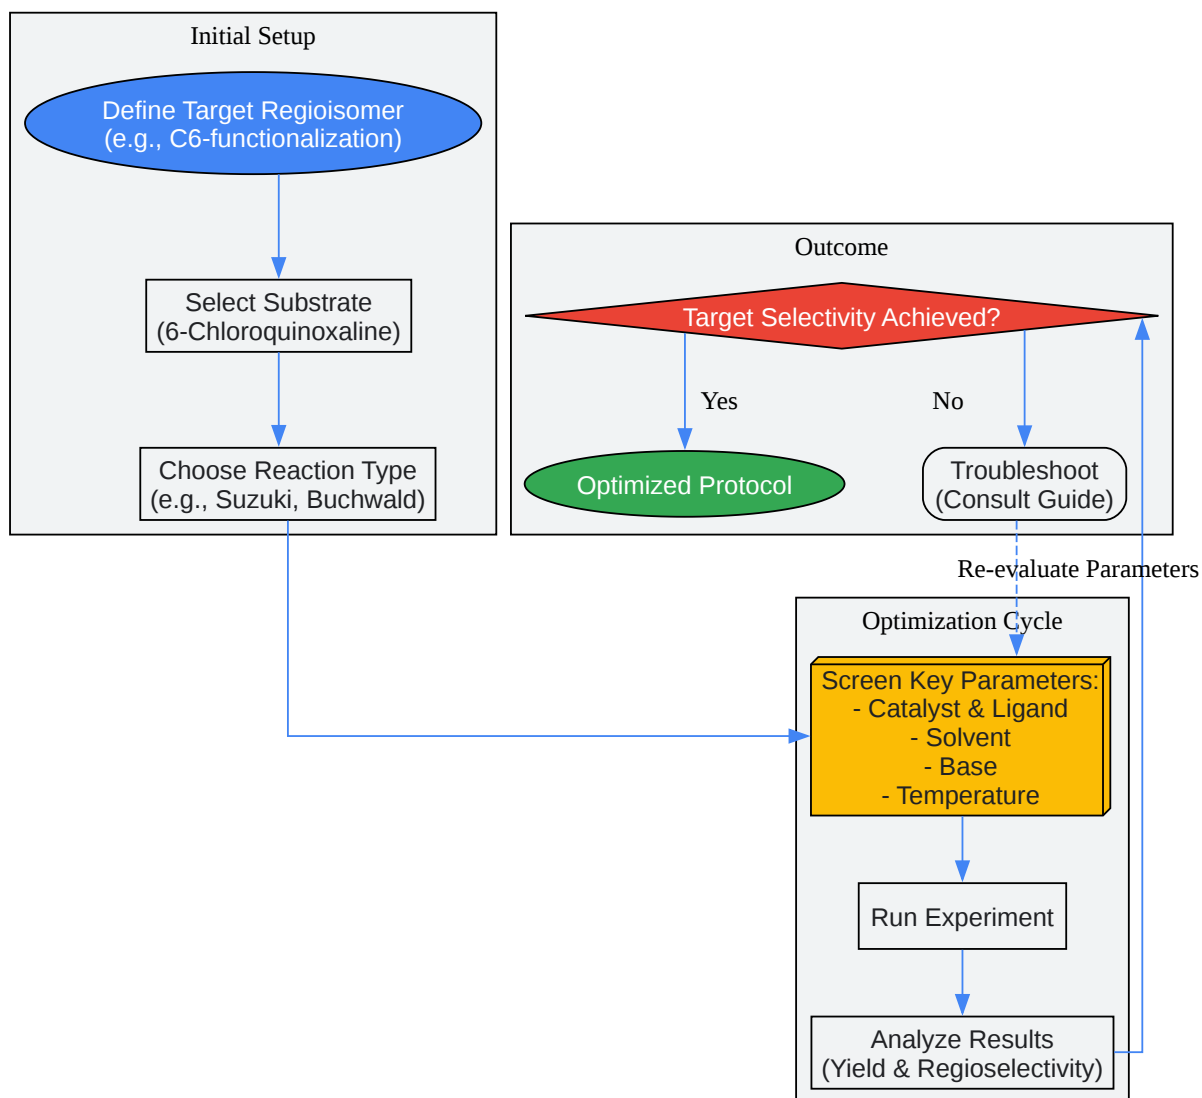 Initial Setup
Define Target Regioisomer
(e.g., C6-functionalization)
Select Substrate
(6-Chloroquinoxaline)
Choose Reaction Type
(e.g., Suzuki, Buchwald)
Outcome
Target Selectivity Achieved?
Yes
No
Optimized Protocol
Troubleshoot
(Consult Guide)
Re-evaluate Parameters
Optimization Cycle
Screen Key Parameters:
- Catalyst & Ligand
- Solvent
- Base
- Temperature
Run Experiment
Analyze Results
(Yield & Regioselectivity)